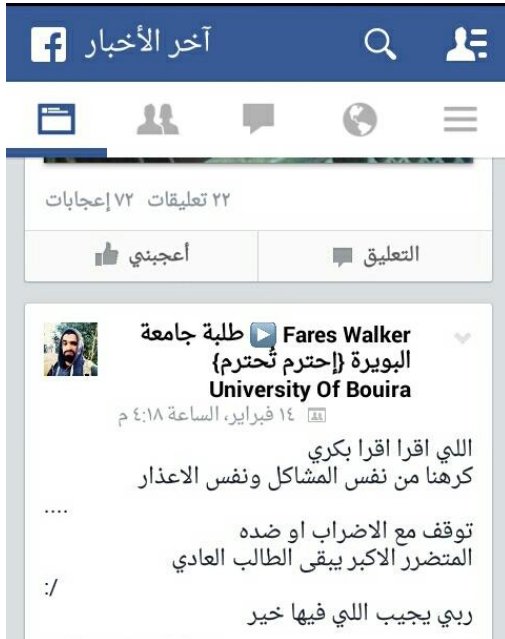 آخر الأخبار
٢٢ تعليقات ٧٢ إعجابات
أعجبني
التعليق
Fares Walker ▶ طلبة جامعة
البويرة {إحترم تُحترم}
University Of Bouira
١٤ فبراير، الساعة ٤:١٨ م
اللي اقرا اقرا بكري
كرهنا من نفس المشاكل ونفس الاعذار
....
توقف مع الاضراب او ضده
المتضرر الاكبر يبقى الطالب العادي
:/
ربي يجيب اللي فيها خير